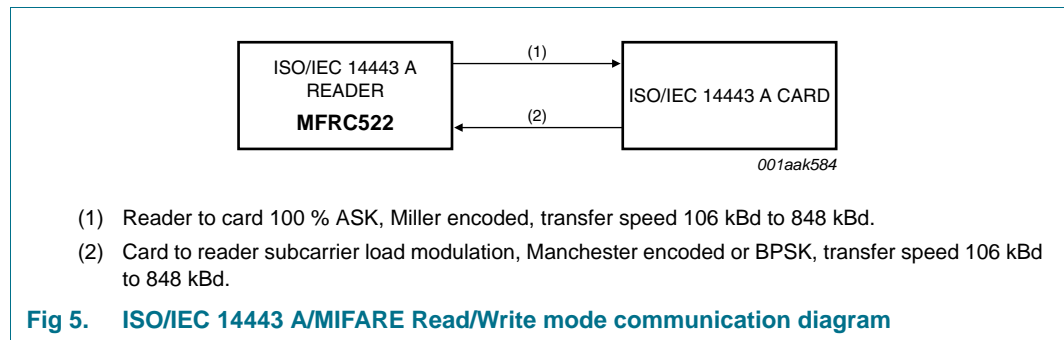 ISO/IEC 14443 A
READER
MFRC522
(1)
(2)
ISO/IEC 14443 A CARD
001aak584
(1) Reader to card 100 % ASK, Miller encoded, transfer speed 106 kBd to 848 kBd.
(2) Card to reader subcarrier load modulation, Manchester encoded or BPSK, transfer speed 106 kBd
to 848 kBd.
Fig 5. ISO/IEC 14443 A/MIFARE Read/Write mode communication diagram